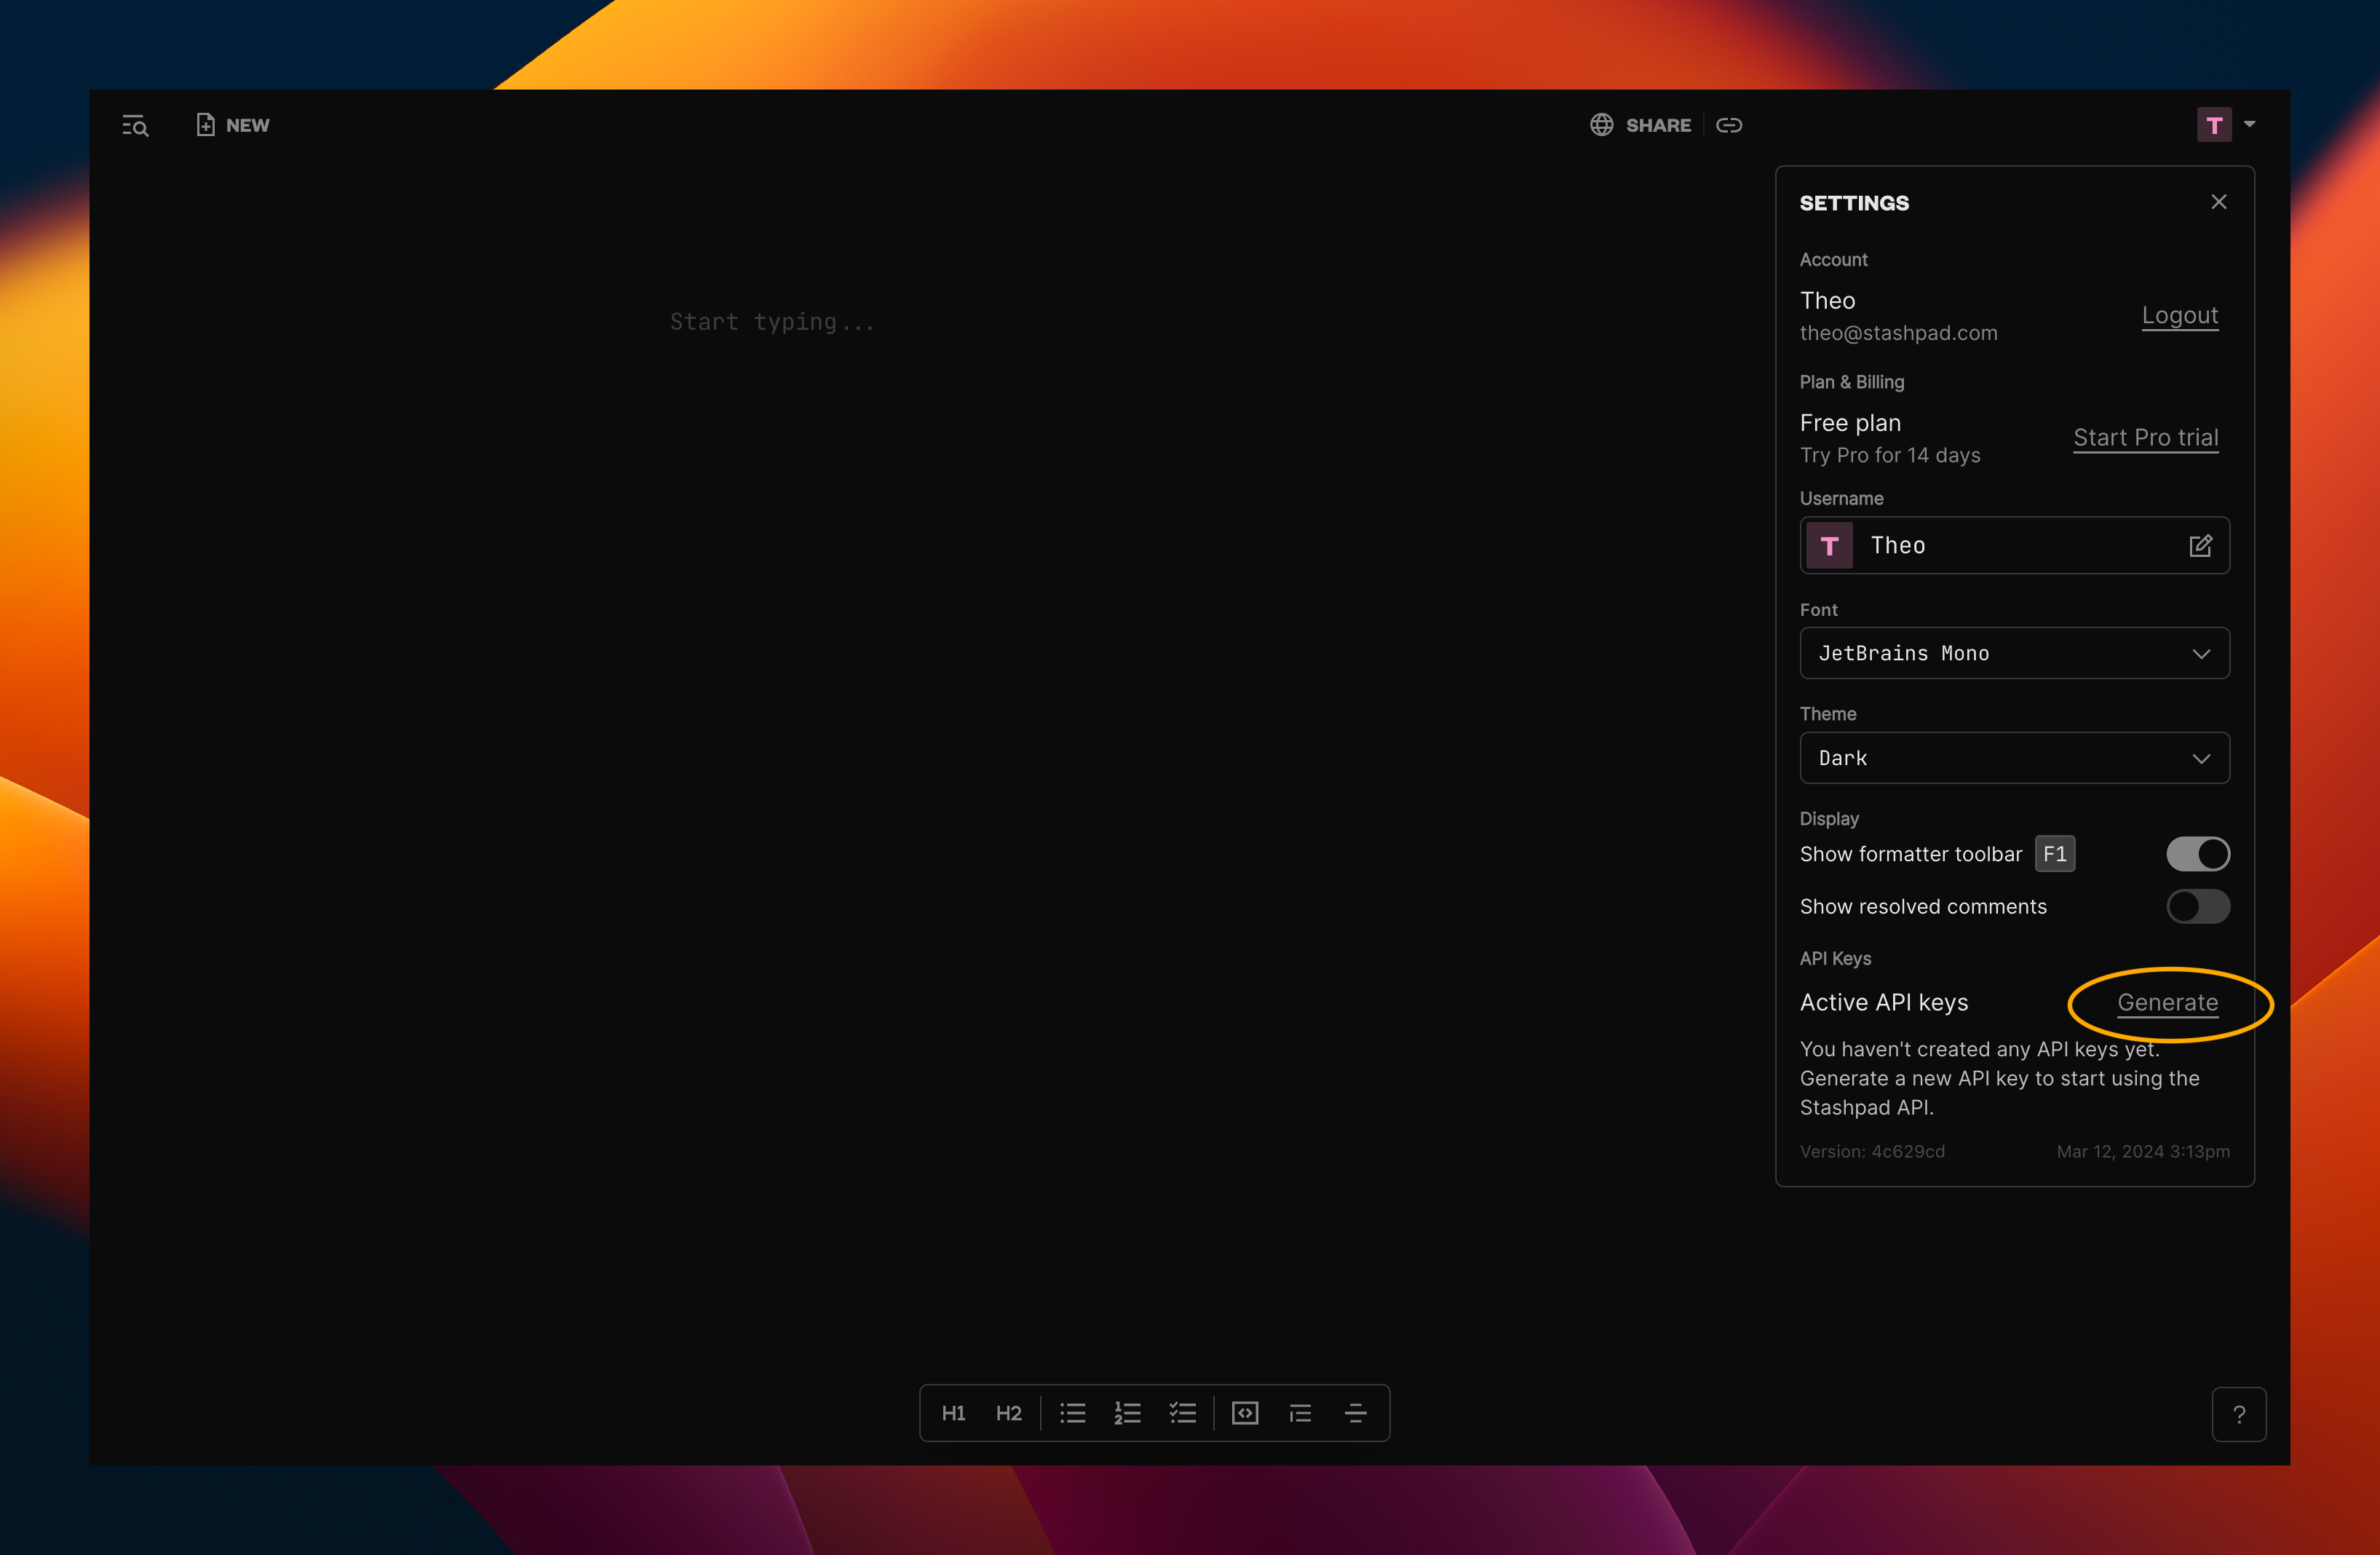 NEW
SHARE
T
SETTINGS
Account
Theo
Logout
theo@stashpad.com
Plan & Billing
Free plan
Start Pro trial
Try Pro for 14 days
Username
T Theo
Font
JetBrains Mono
Theme
Dark
Display
Show formatter toolbar F1
Show resolved comments
API Keys
Active API keys Generate
You haven't created any API keys yet.
Generate a new API key to start using the
Stashpad API.
Version: 4c629cd Mar 12, 2024 3:13pm
Start typing...
H1 H2
?